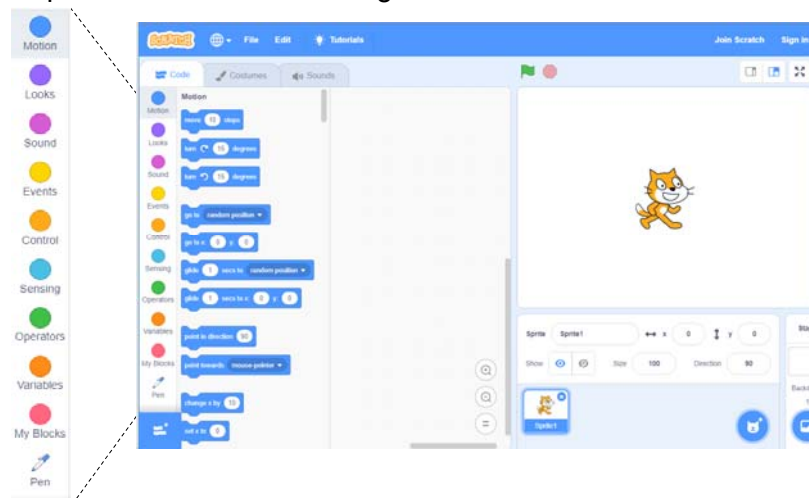 Motion
Looks
Sound
Events
Control
Sensing
Operators
Variables
My Blocks
Pen
SCRATCH File Edit Tutorials Join Scratch Sign in
Code Costumes Sounds
Motion
Looks
Sound
Events
Control
Sensing
Operators
Variables
My Blocks
Pen
Motion
move 10 steps
turn 15 degrees
turn 15 degrees
go to random position
go to x: 0 y: 0
glide 1 secs to random position
glide 1 secs to x: 0 y: 0
point in direction 90
point towards mouse-pointer
change x by 10
set x to 0
Sprite Sprite1 x 0 y 0
Show Size 100 Direction 90
Sprite1